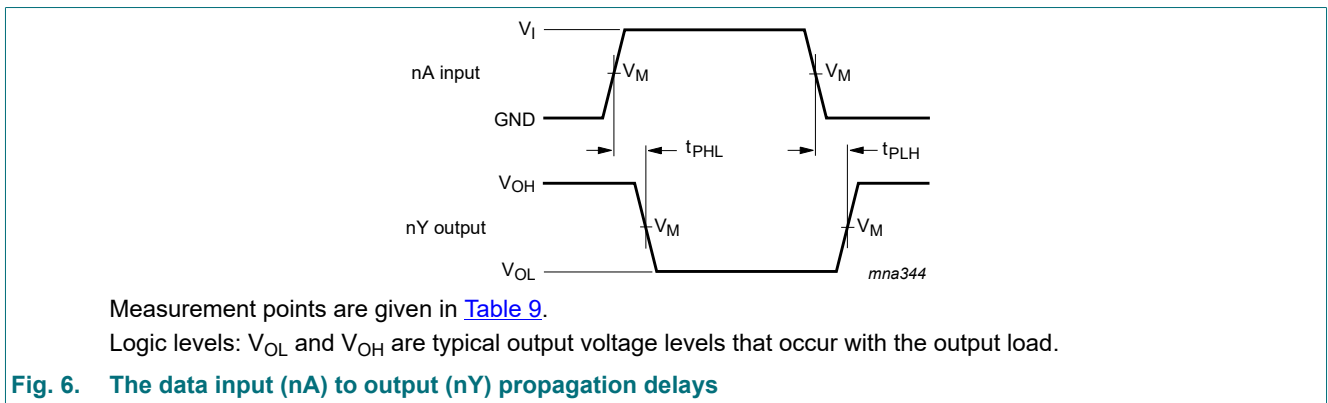 V_I
nA input
V_M
V_M
GND
t_PHL
t_PLH
V_OH
nY output
V_M
V_M
V_OL
mna344
Measurement points are given in Table 9.
Logic levels: V_OL and V_OH are typical output voltage levels that occur with the output load.
Fig. 6. The data input (nA) to output (nY) propagation delays